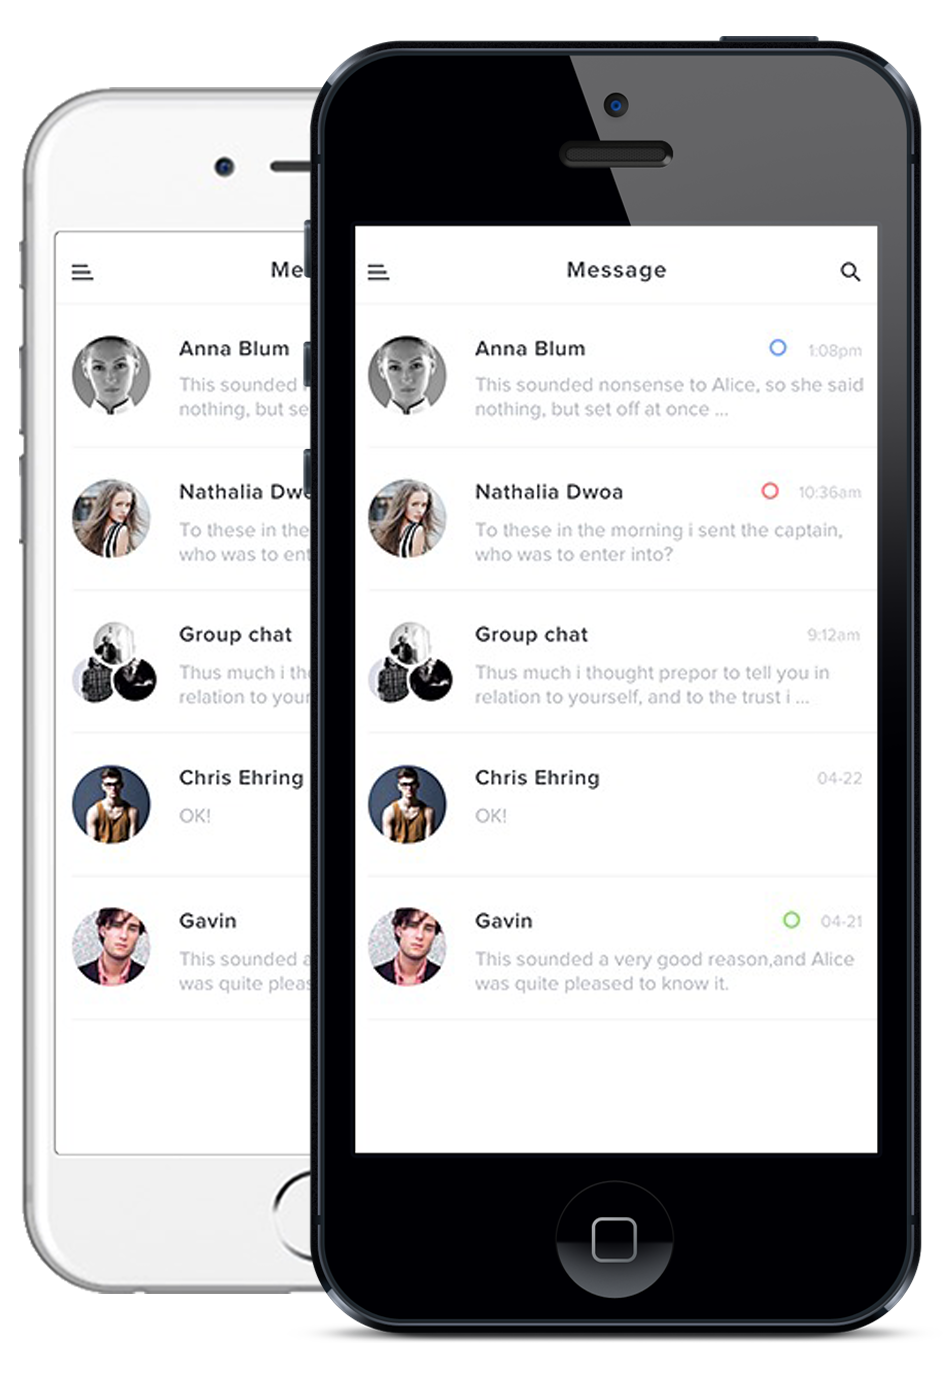 Me
Anna Blum
This sounded
nothing, but se
Nathalia Dw
To these in the
who was to ent
Group chat
Thus much i th
relation to your
Chris Ehring
OK!
Gavin
This sounded a
was quite pleas
Message
Anna Blum 1:08pm
This sounded nonsense to Alice, so she said
nothing, but set off at once ...
Nathalia Dwoa 10:36am
To these in the morning i sent the captain,
who was to enter into?
Group chat 9:12am
Thus much i thought prepor to tell you in
relation to yourself, and to the trust i ...
Chris Ehring 04-22
OK!
Gavin 04-21
This sounded a very good reason,and Alice
was quite pleased to know it.